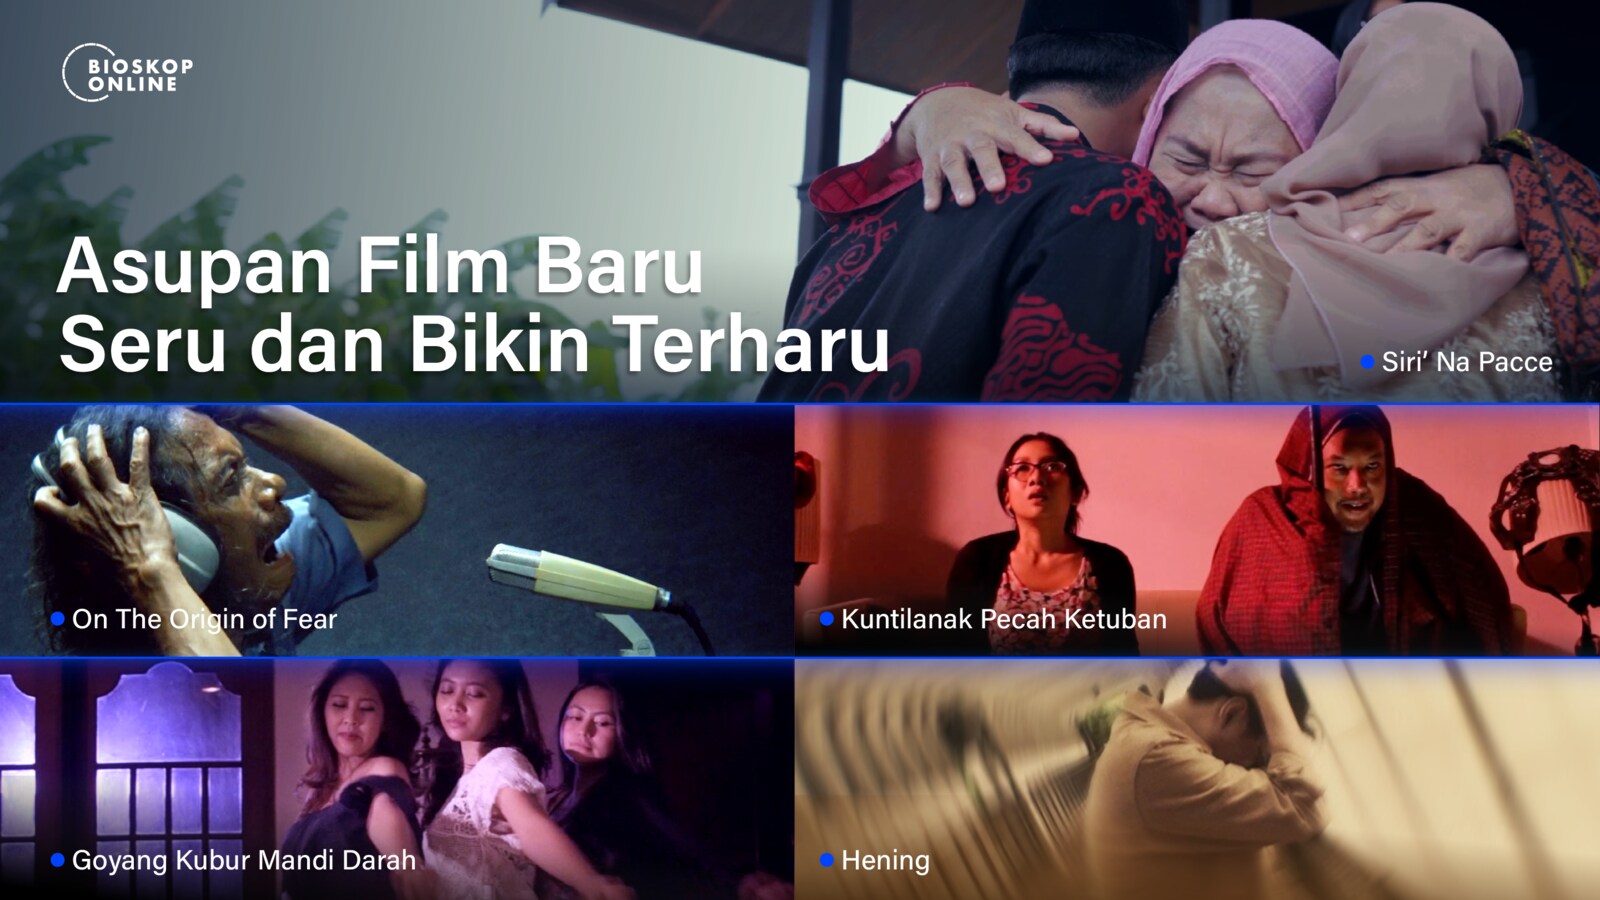 BIOSKOP
ONLINE
Asupan Film Baru
Seru dan Bikin Terharu
Siri’ Na Pacce
On The Origin of Fear
Kuntilanak Pecah Ketuban
Goyang Kubur Mandi Darah
Hening